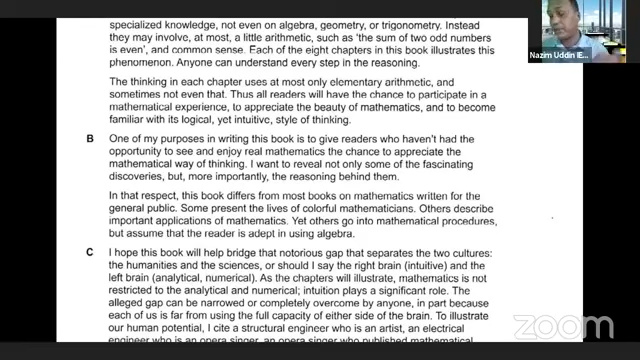 specialized knowledge, not even on algebra, geometry, or trigonometry. Instead
they may involve, at most, a little arithmetic, such as 'the sum of two odd numbers
is even', and common sense. Each of the eight chapters in this book illustrates this
phenomenon. Anyone can understand every step in the reasoning.
The thinking in each chapter uses at most only elementary arithmetic, and
sometimes not even that. Thus all readers will have the chance to participate in a
mathematical experience, to appreciate the beauty of mathematics, and to become
familiar with its logical, yet intuitive, style of thinking.
B One of my purposes in writing this book is to give readers who haven't had the
opportunity to see and enjoy real mathematics the chance to appreciate the
mathematical way of thinking. I want to reveal not only some of the fascinating
discoveries, but, more importantly, the reasoning behind them.
In that respect, this book differs from most books on mathematics written for the
general public. Some present the lives of colorful mathematicians. Others describe
important applications of mathematics. Yet others go into mathematical procedures,
but assume that the reader is adept in using algebra.
C I hope this book will help bridge that notorious gap that separates the two cultures:
the humanities and the sciences, or should I say the right brain (intuitive) and the
left brain (analytical, numerical). As the chapters will illustrate, mathematics is not
restricted to the analytical and numerical; intuition plays a significant role. The
alleged gap can be narrowed or completely overcome by anyone, in part because
each of us is far from using the full capacity of either side of the brain. To illustrate
our human potential, I cite a structural engineer who is an artist, an electrical
engineer who is an opera singer, an opera singer who published mathematical
Nazim Uddin IE...
zoom